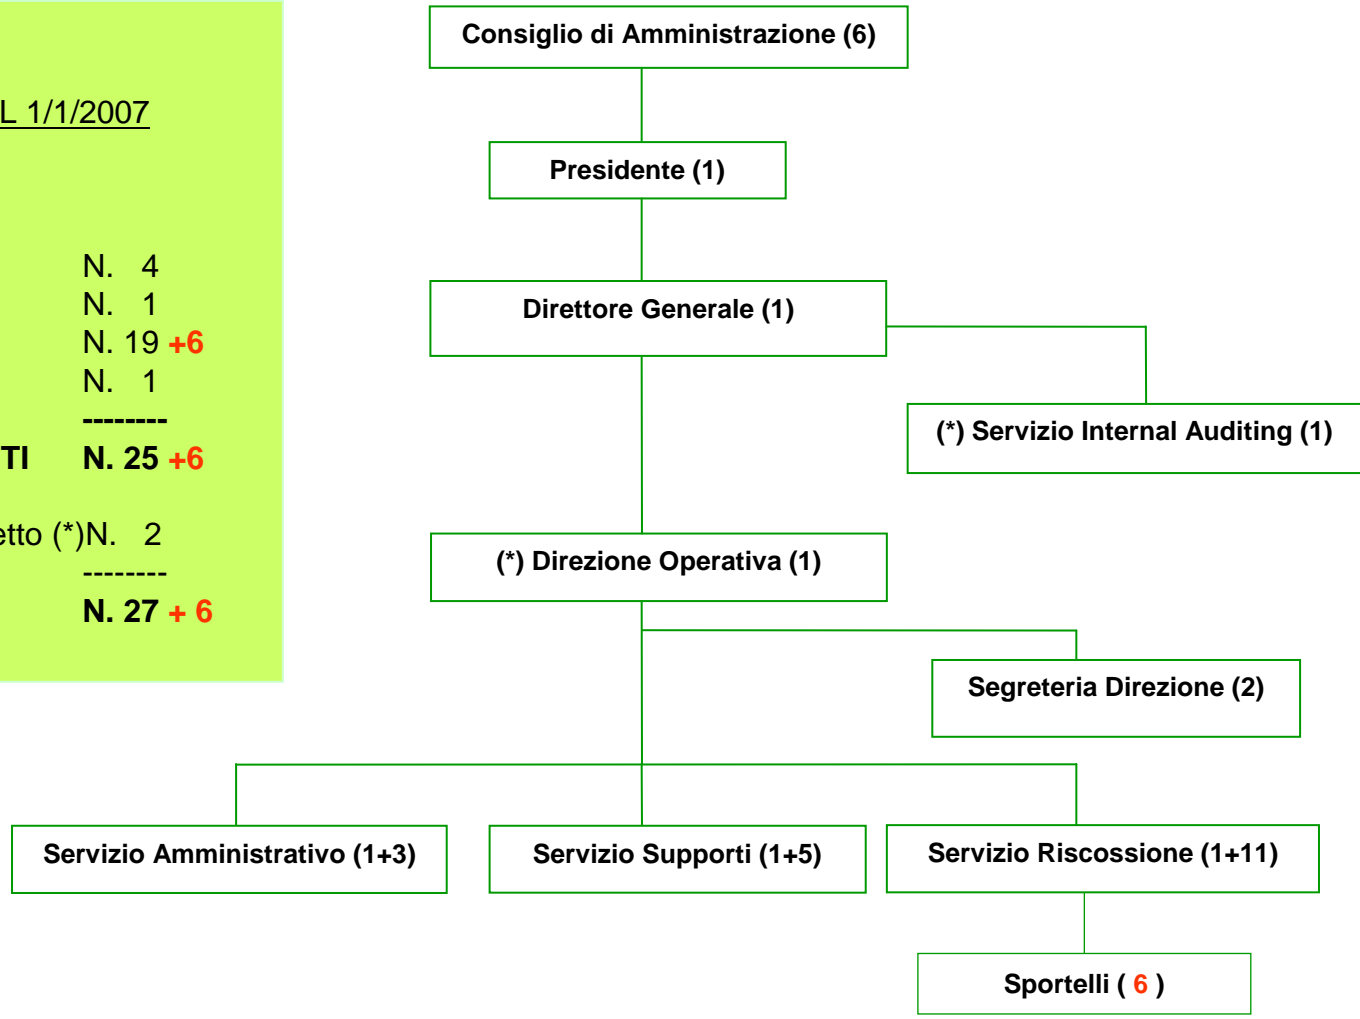 L 1/1/2007
N. 4
N. 1
N. 19 +6
N. 1
--------
TI N. 25 +6
etto (*)N. 2
--------
N. 27 + 6
Consiglio di Amministrazione (6)
Presidente (1)
Direttore Generale (1)
(*) Servizio Internal Auditing (1)
(*) Direzione Operativa (1)
Segreteria Direzione (2)
Servizio Amministrativo (1+3)
Servizio Supporti (1+5)
Servizio Riscossione (1+11)
Sportelli ( 6 )